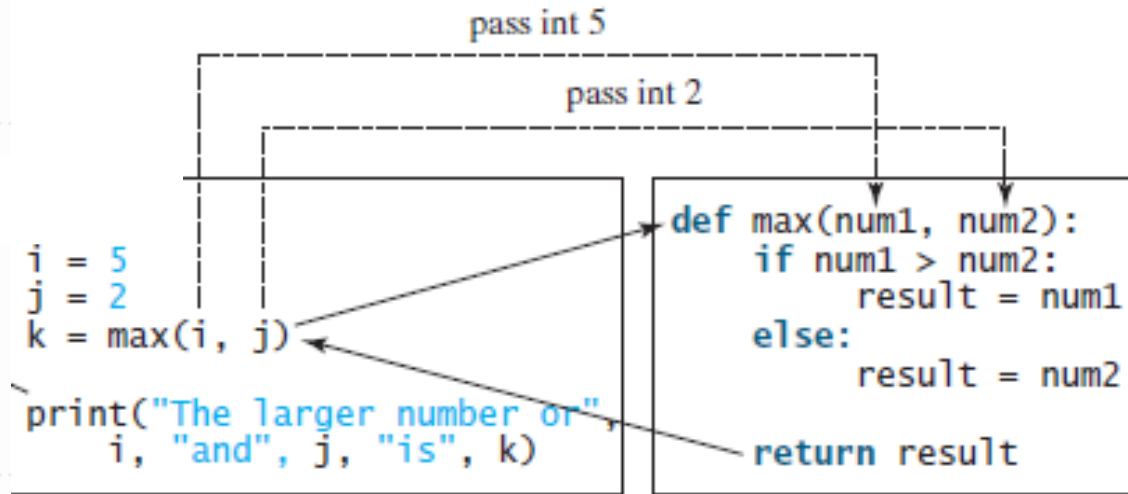 pass int 5
pass int 2
i = 5
j = 2
k = max(i, j)
print("The larger number or",
i, "and", j, "is", k)
def max(num1, num2):
if num1 > num2:
result = num1
else:
result = num2
return result